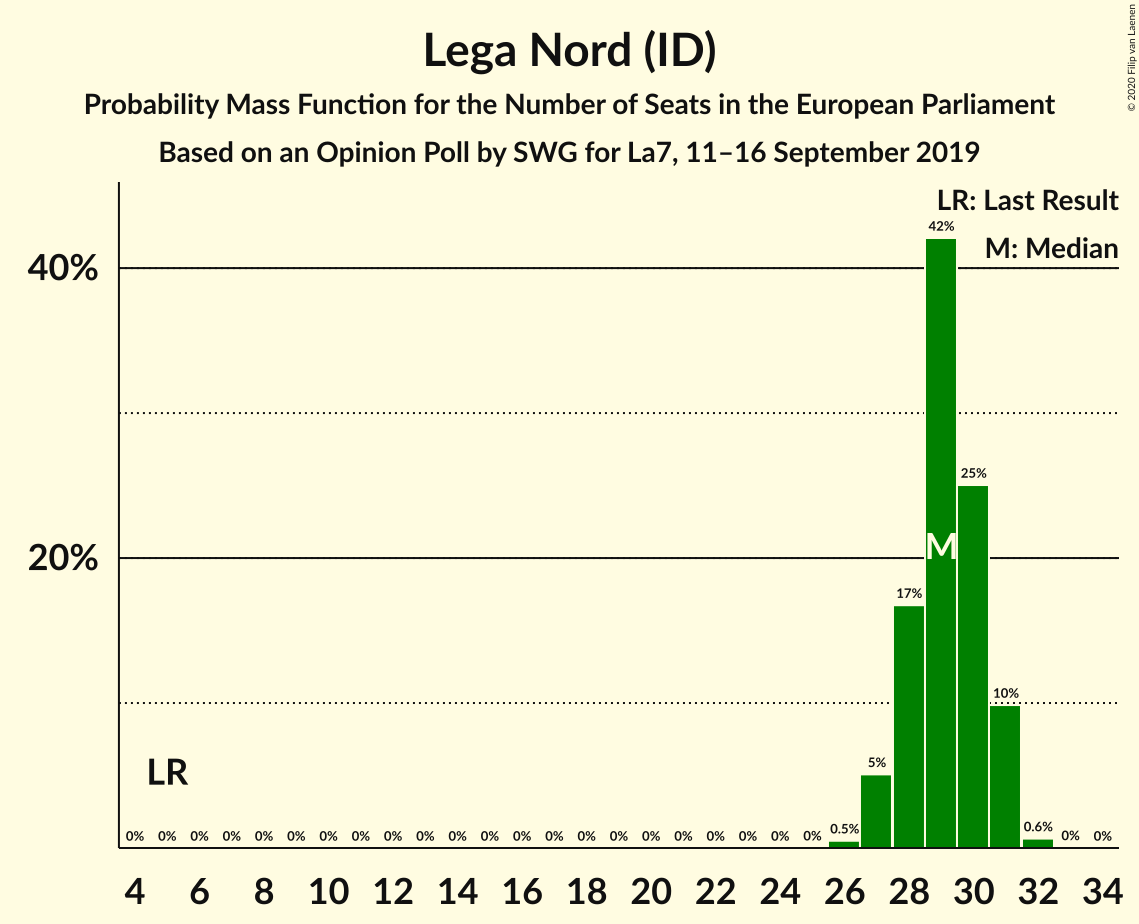 Lega Nord (ID)
Probability Mass Function for the Number of Seats in the European Parliament
Based on an Opinion Poll by SWG for La7, 11–16 September 2019
© 2020 Filip van Laenen
LR: Last Result
M: Median
42%
40%
25%
M
20%
17%
10%
5%
LR
0% 0% 0% 0% 0% 0% 0% 0% 0% 0% 0% 0% 0% 0% 0% 0% 0% 0% 0% 0% 0% 0% 0.5% 0.6% 0% 0%
4 6 8 10 12 14 16 18 20 22 24 26 28 30 32 34